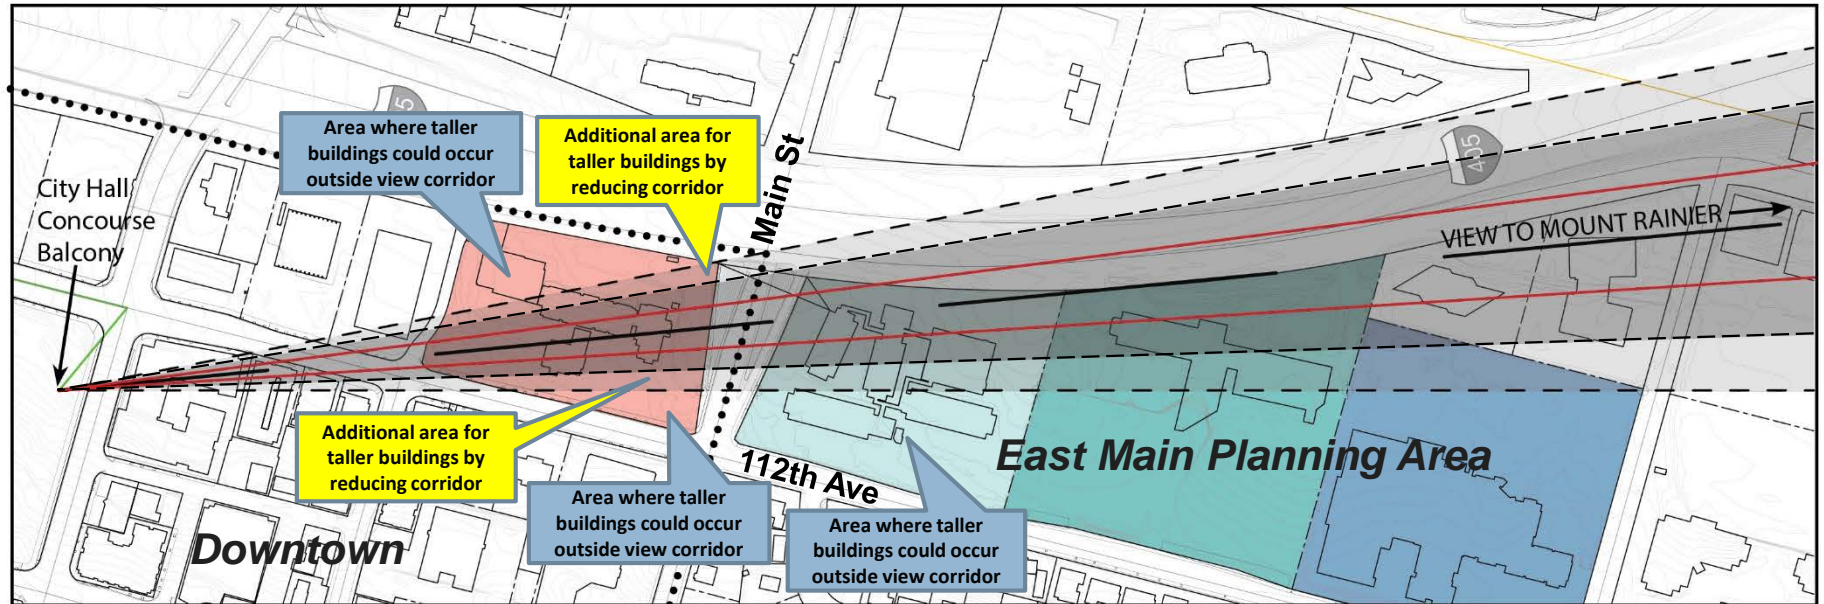 City Hall
Concourse
Balcony
5
Area where taller
buildings could occur
outside view corridor
Additional area for
taller buildings by
reducing corridor
Main St
405
VIEW TO MOUNT RAINIER
Additional area for
taller buildings by
reducing corridor
Area where taller
buildings could occur
outside view corridor
112th Ave
Area where taller
buildings could occur
outside view corridor
East Main Planning Area
Downtown